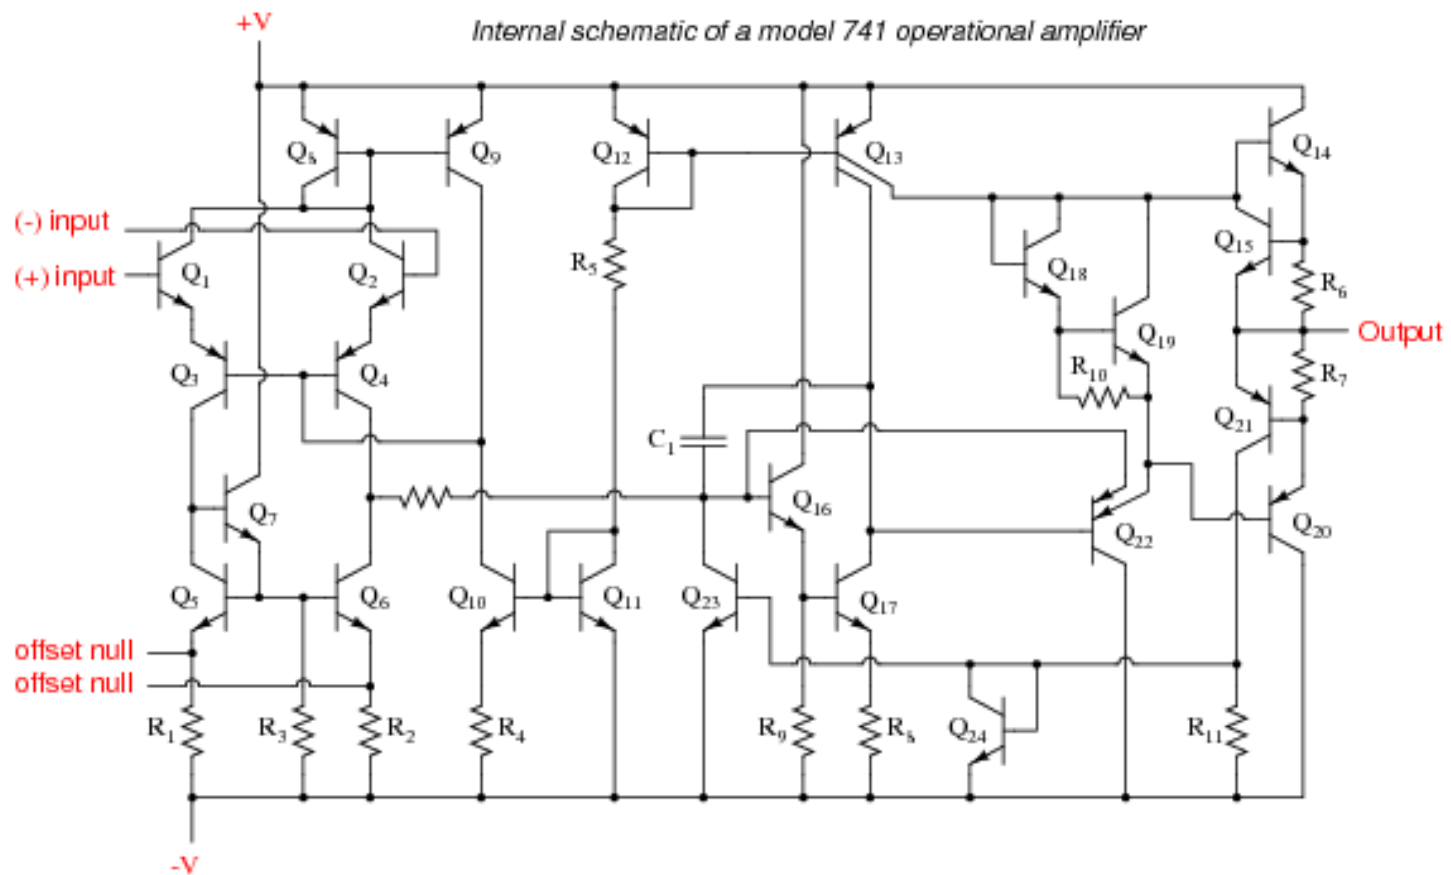 +V
Internal schematic of a model 741 operational amplifier
Q8 Q9 Q12 Q13 Q14
(-) input
(+) input
Q1 Q2 R5 Q18 Q15 R6
Q3 Q4 Q19 Output
R10 R7
C1 Q21
Q7 Q16 Q22 Q20
Q5 Q6 Q10 Q11 Q23 Q17
offset null
offset null
R1 R3 R2 R4 R9 R8 Q24 R11
-V